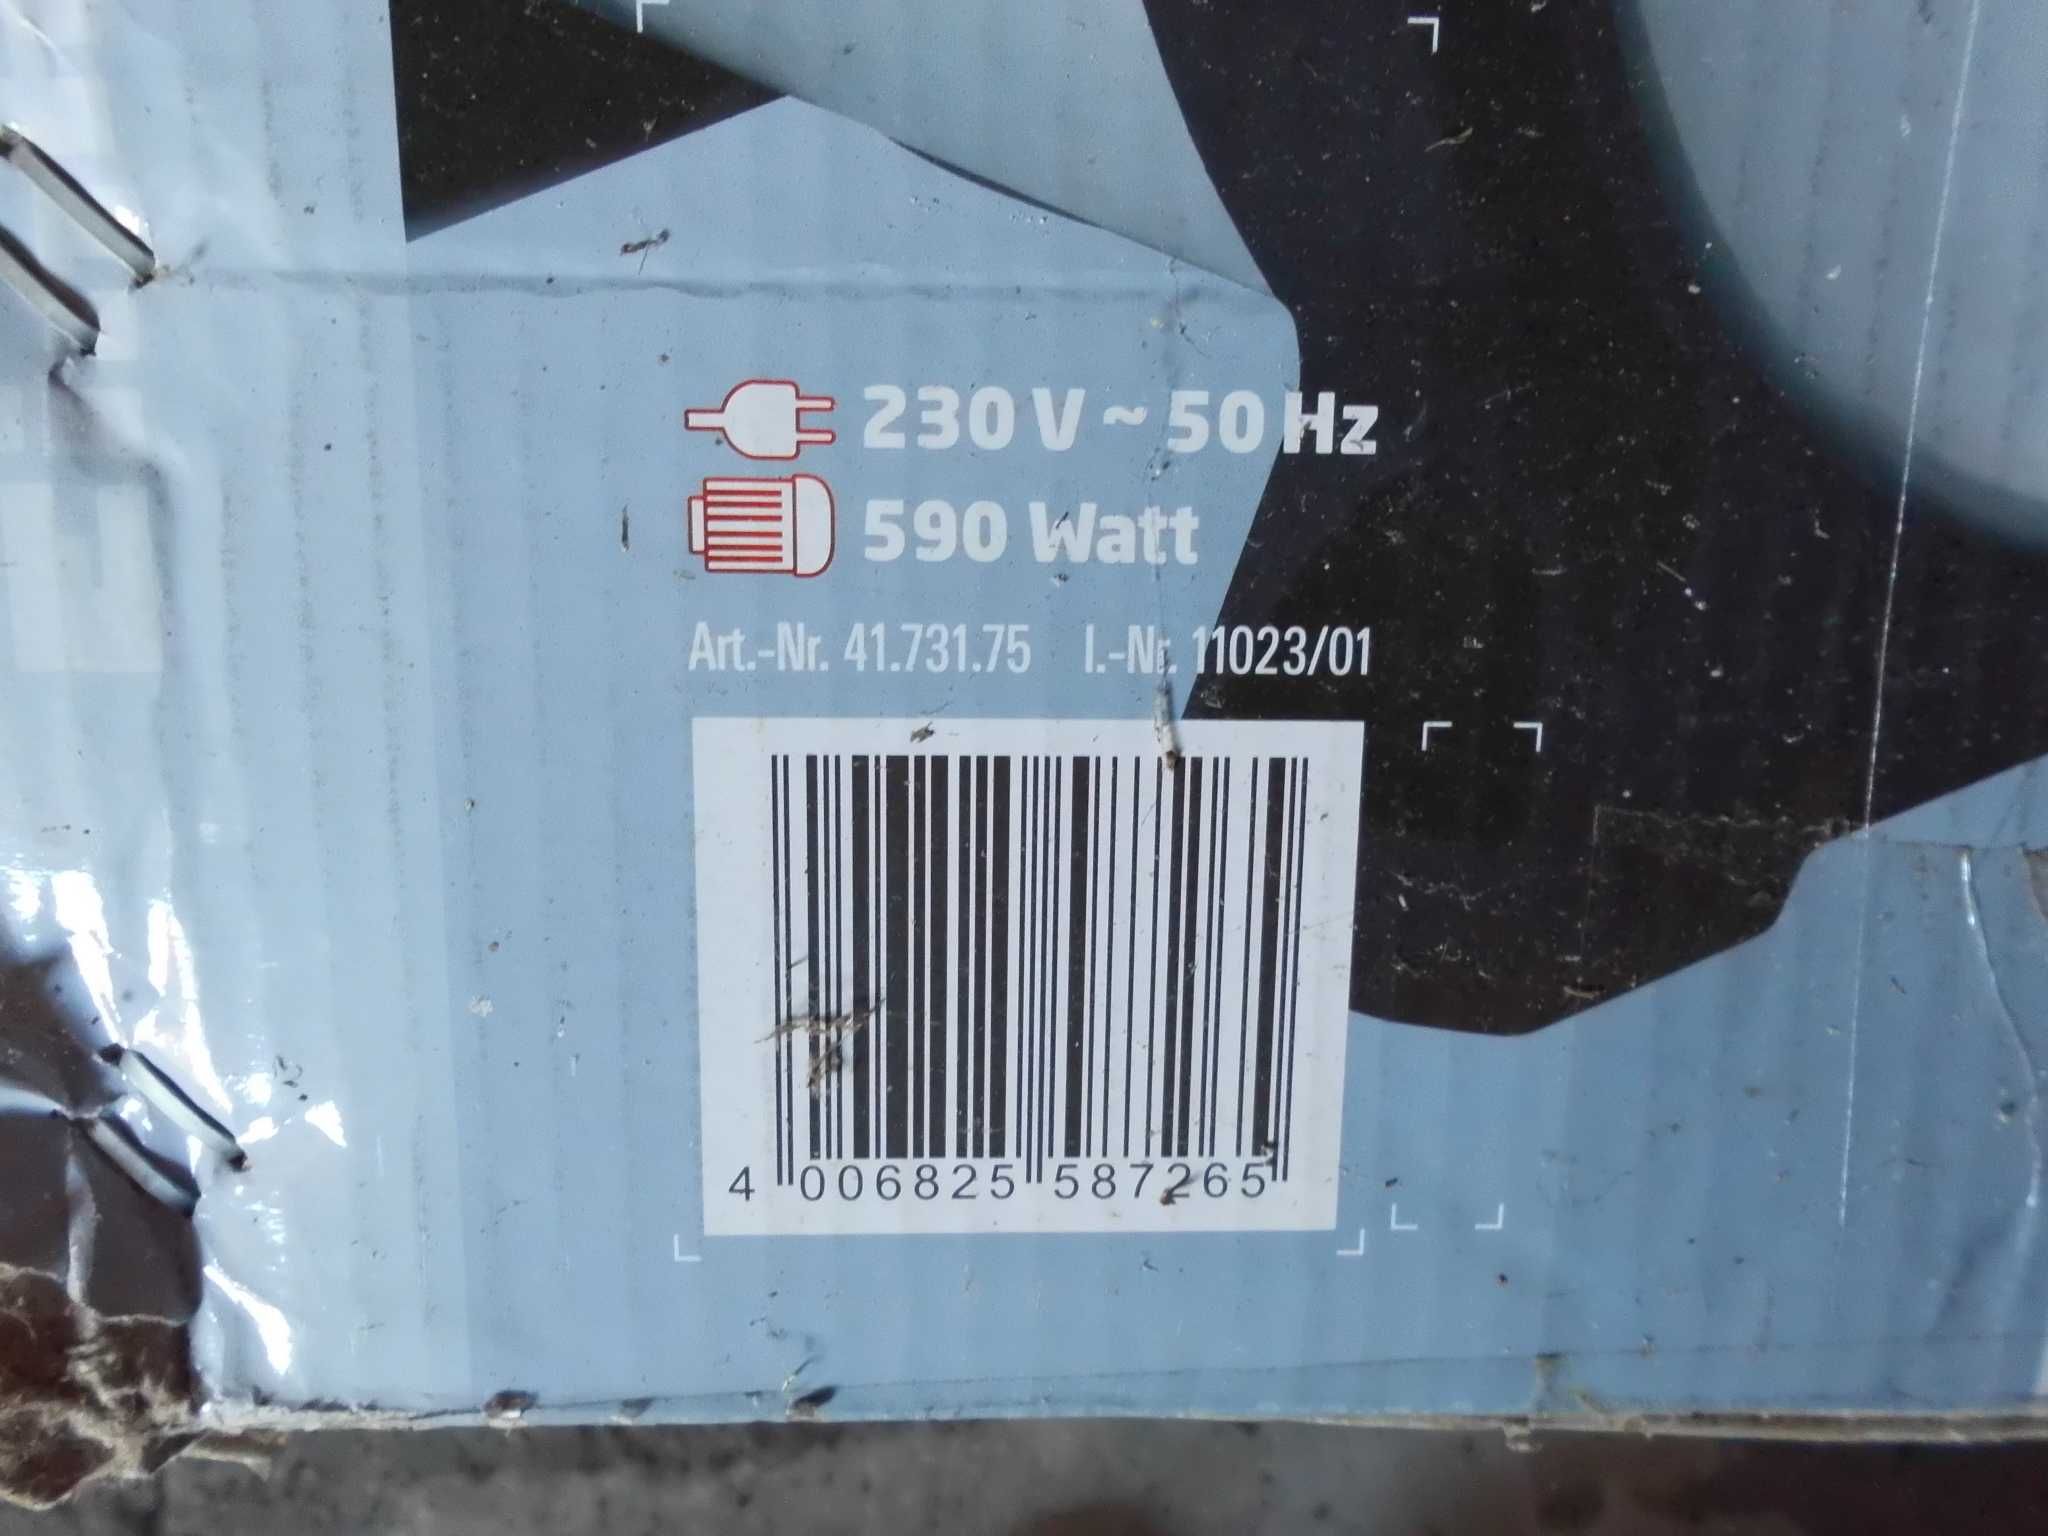 230 V ~ 50 Hz
590 Watt
Art.-Nr. 41.731.75 I.-Nr. 11023/01
4 006825 587265